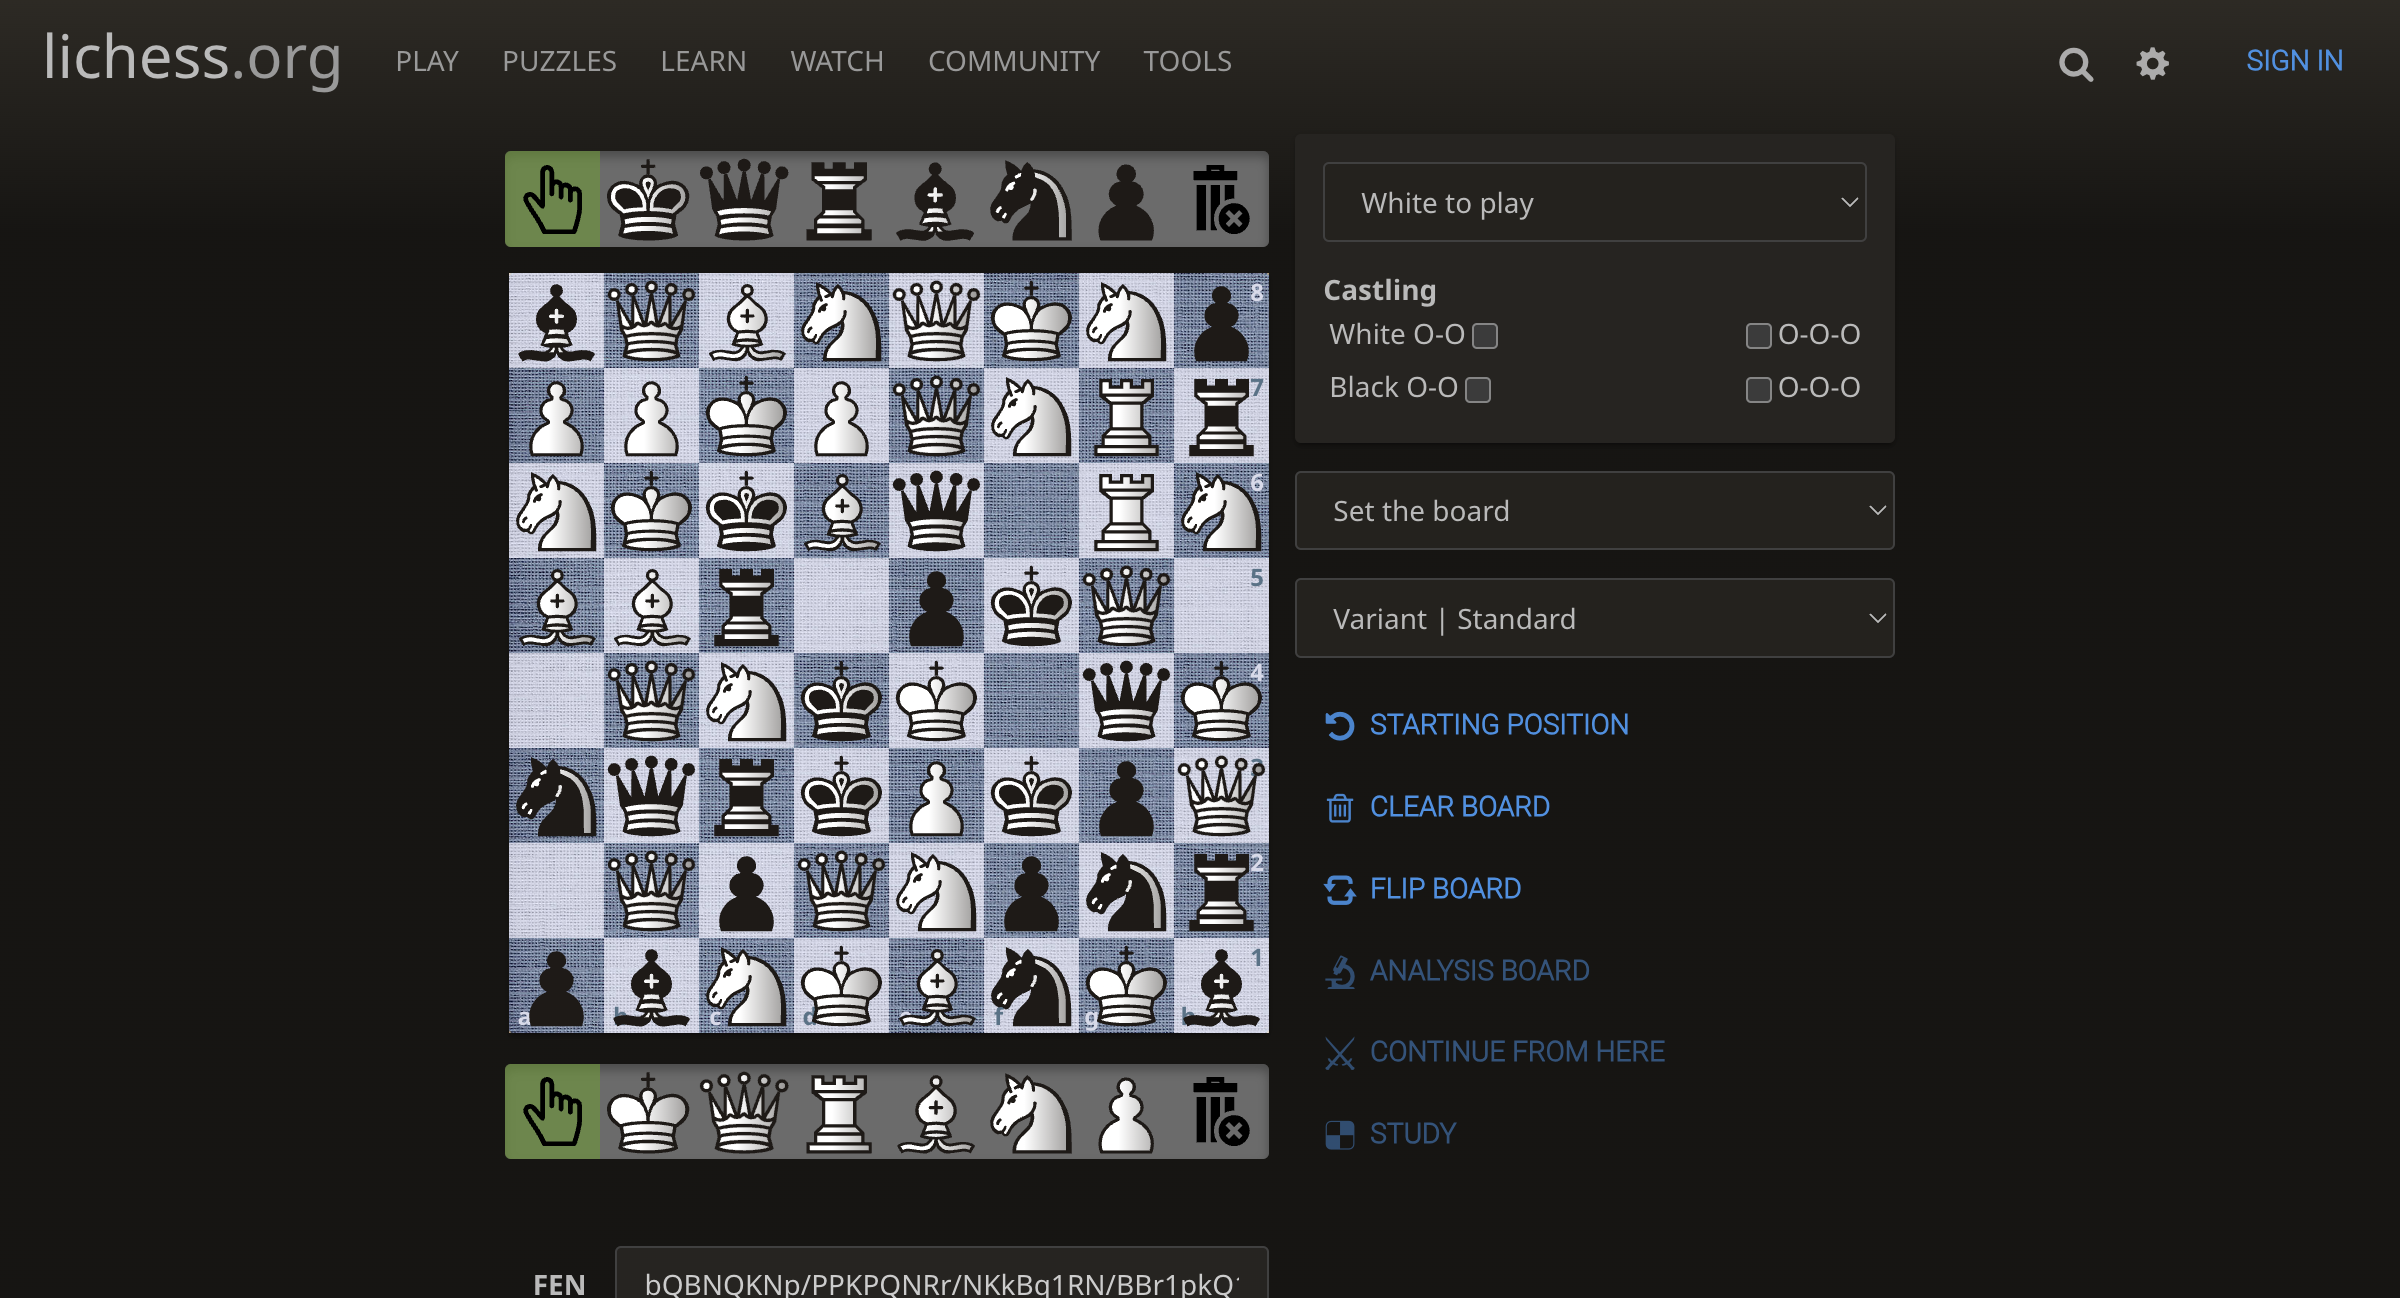 lichess.org PLAY PUZZLES LEARN WATCH COMMUNITY TOOLS SIGN IN
White to play
Castling
White O-O O-O-O
Black O-O O-O-O
Set the board
Variant | Standard
STARTING POSITION
CLEAR BOARD
FLIP BOARD
ANALYSIS BOARD
CONTINUE FROM HERE
STUDY
8
7
6
5
4
3
2
1
a b c d f g h
FEN bQBNQKNp/PPKPQNRr/NKkBq1RN/BBr1pkQ